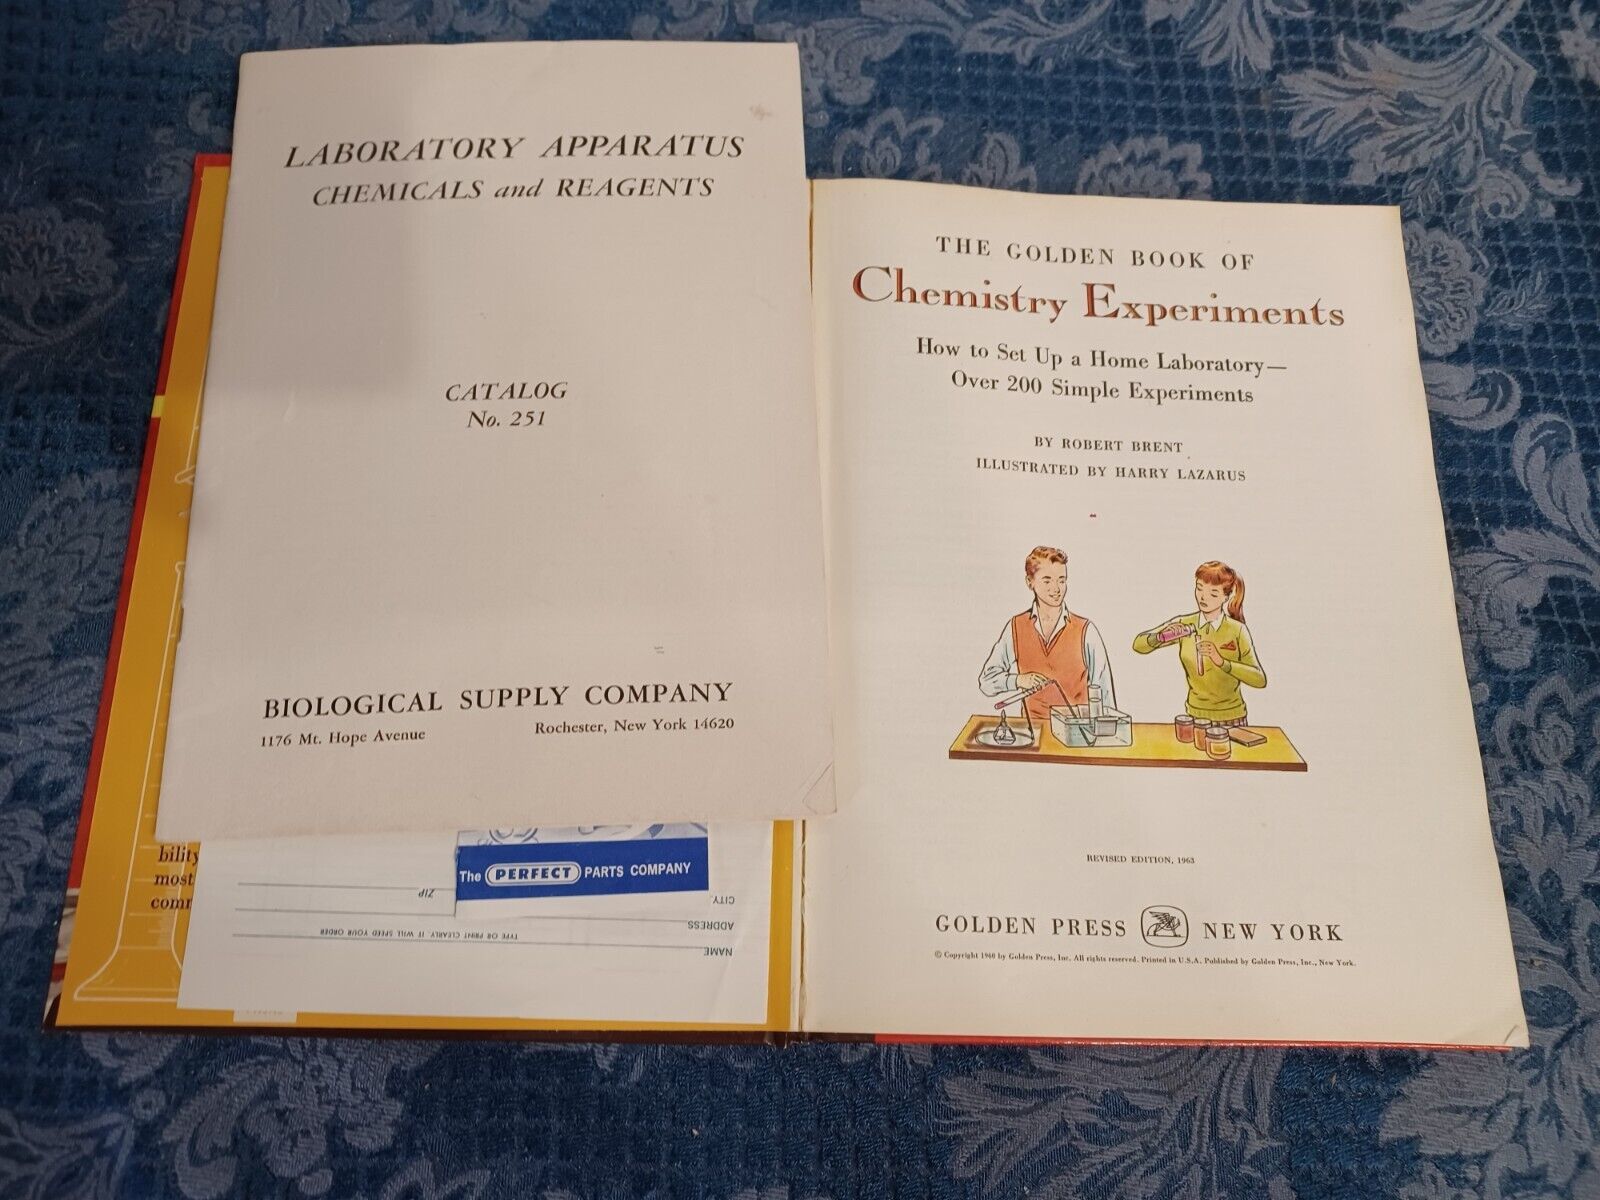 LABORATORY APPARATUS
CHEMICALS and REAGENTS
CATALOG
No. 251
BIOLOGICAL SUPPLY COMPANY
1176 Mt. Hope Avenue
Rochester, New York 14620
bility
most
The PERFECT PARTS COMPANY
NAME
TYPE OR PRINT CLEARLY. IT WILL SPEED YOUR ORDER
ADDRESS
CITY
ZIP
THE GOLDEN BOOK OF
Chemistry Experiments
How to Set Up a Home Laboratory—
Over 200 Simple Experiments
BY ROBERT BRENT
ILLUSTRATED BY HARRY LAZARUS
REVISED EDITION, 1963
GOLDEN PRESS NEW YORK
© Copyright 1960 by Golden Press, Inc. All rights reserved. Printed in U.S.A. Published by Golden Press, Inc., New York.